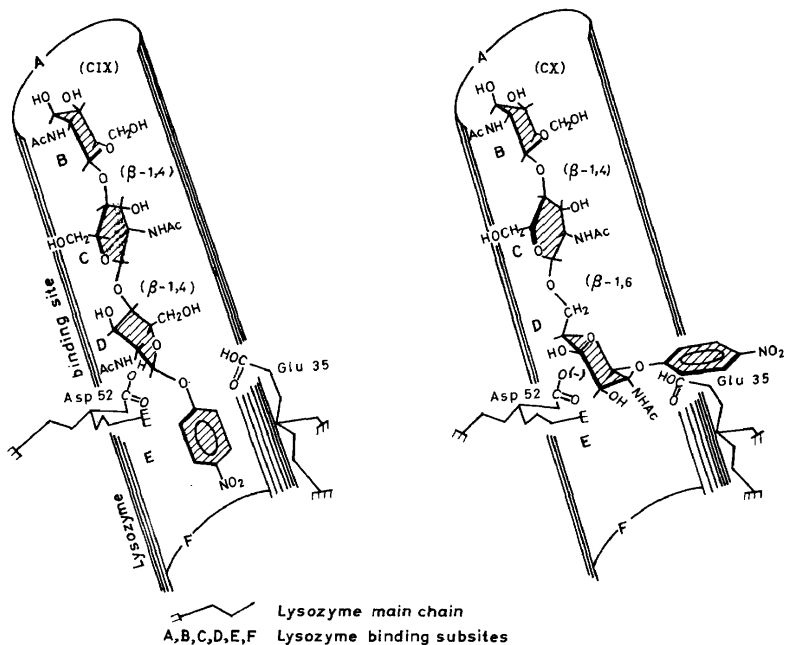 A
(CIX)
HO OH
AcNH
O
CH₂OH
B
O
(β-1,4)
OH
HOCH₂
NHAc
O
C
O
(β-1,4)
HO
CH₂OH
D
O
AcNH
H
O
binding site
HOC
O
Glu 35
Asp 52
O
C
O
E
E
NO₂
Lysozyme
F
A
(CX)
HO OH
AcNH
O
CH₂OH
B
O
(β-1,4)
OH
HOCH₂
NHAc
O
C
O
(β-1,6
CH₂
D
O
HO
O
NO₂
O(-)
HOC
O
Glu 35
Asp 52
C
O
OH
NHAc
E
E
F
Lysozyme main chain
A,B,C,D,E,F Lysozyme binding subsites